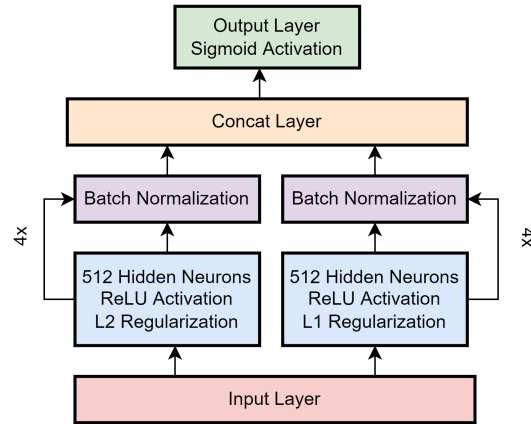 Output Layer
Sigmoid Activation
Concat Layer
Batch Normalization
Batch Normalization
4x
512 Hidden Neurons
ReLU Activation
L2 Regularization
512 Hidden Neurons
ReLU Activation
L1 Regularization
4x
Input Layer